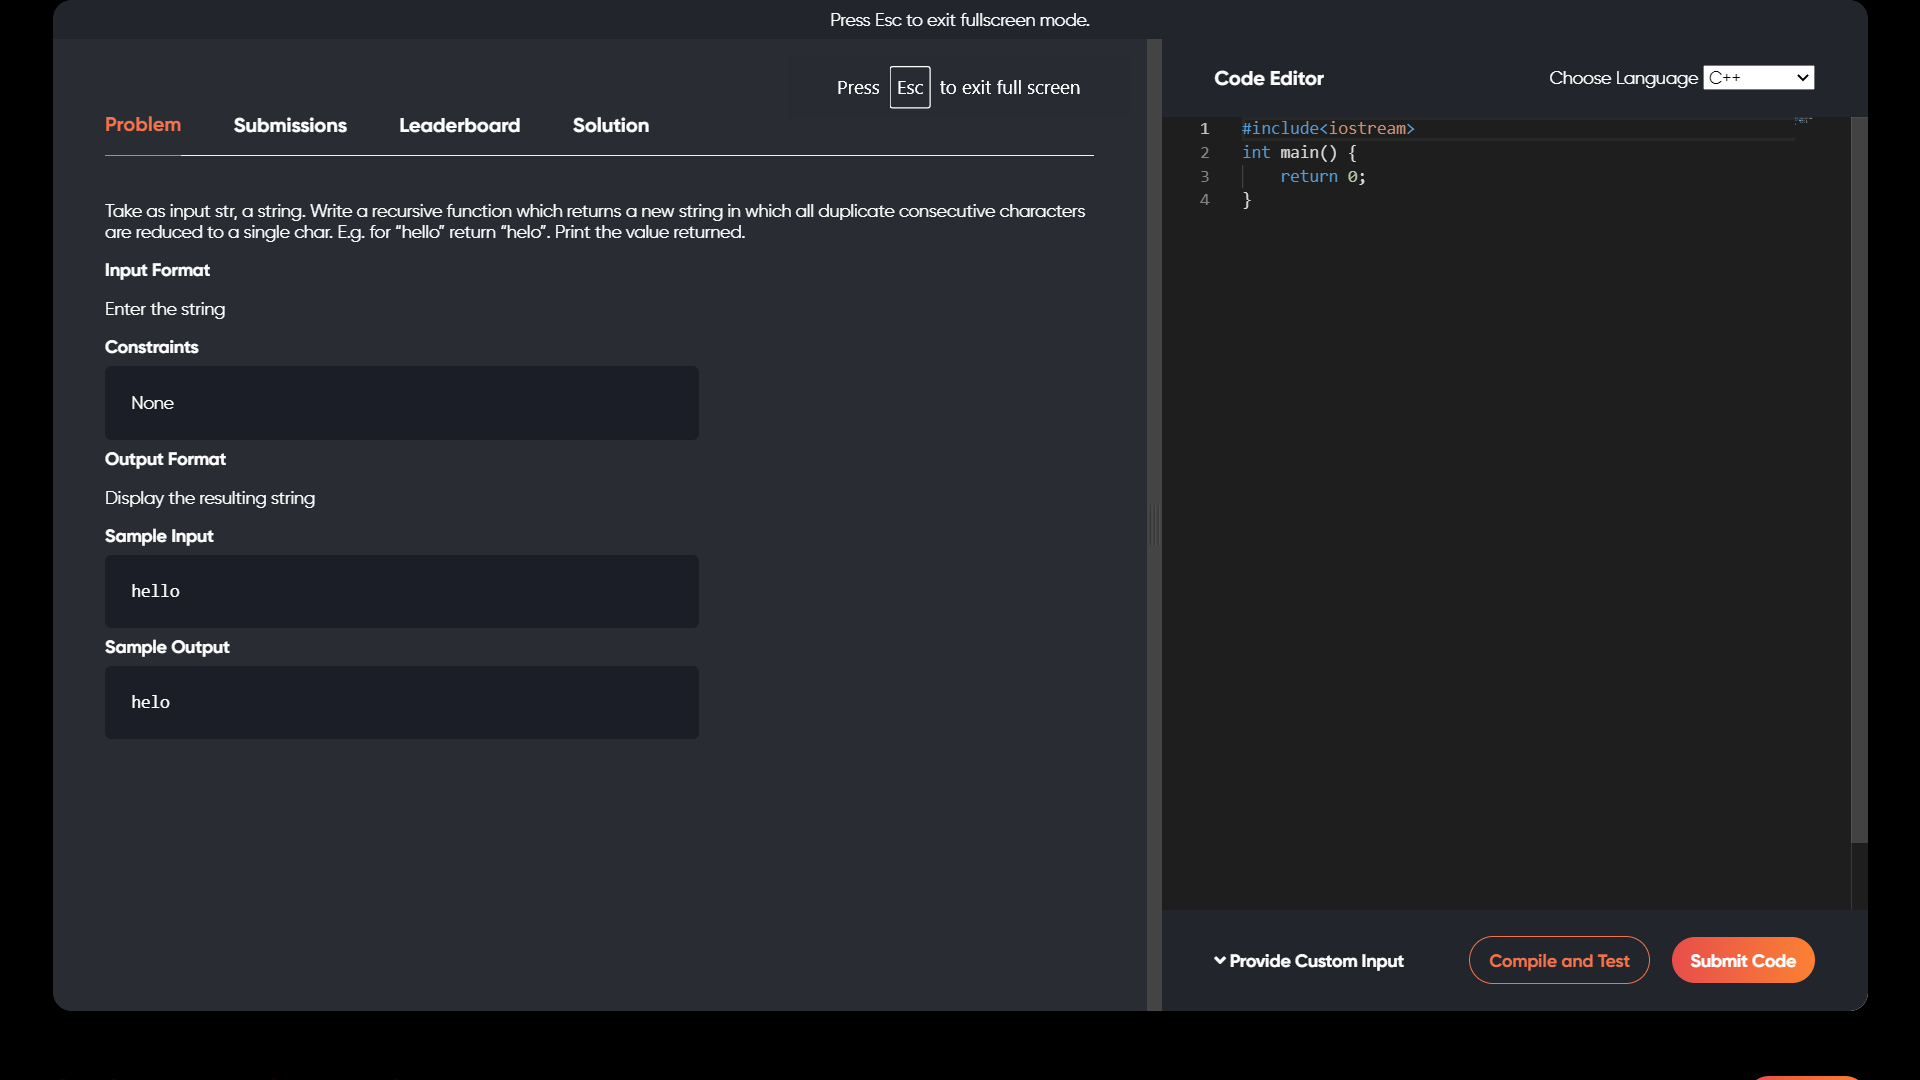 Press Esc to exit fullscreen mode.
Press Esc to exit full screen
Problem Submissions Leaderboard Solution
Take as input str, a string. Write a recursive function which returns a new string in which all duplicate consecutive characters
are reduced to a single char. E.g. for “hello” return “helo”. Print the value returned.
Input Format
Enter the string
Constraints
None
Output Format
Display the resulting string
Sample Input
hello
Sample Output
helo
Code Editor
Choose Language C++
1 #include<iostream>
2 int main() {
3 return 0;
4 }
Provide Custom Input
Compile and Test
Submit Code